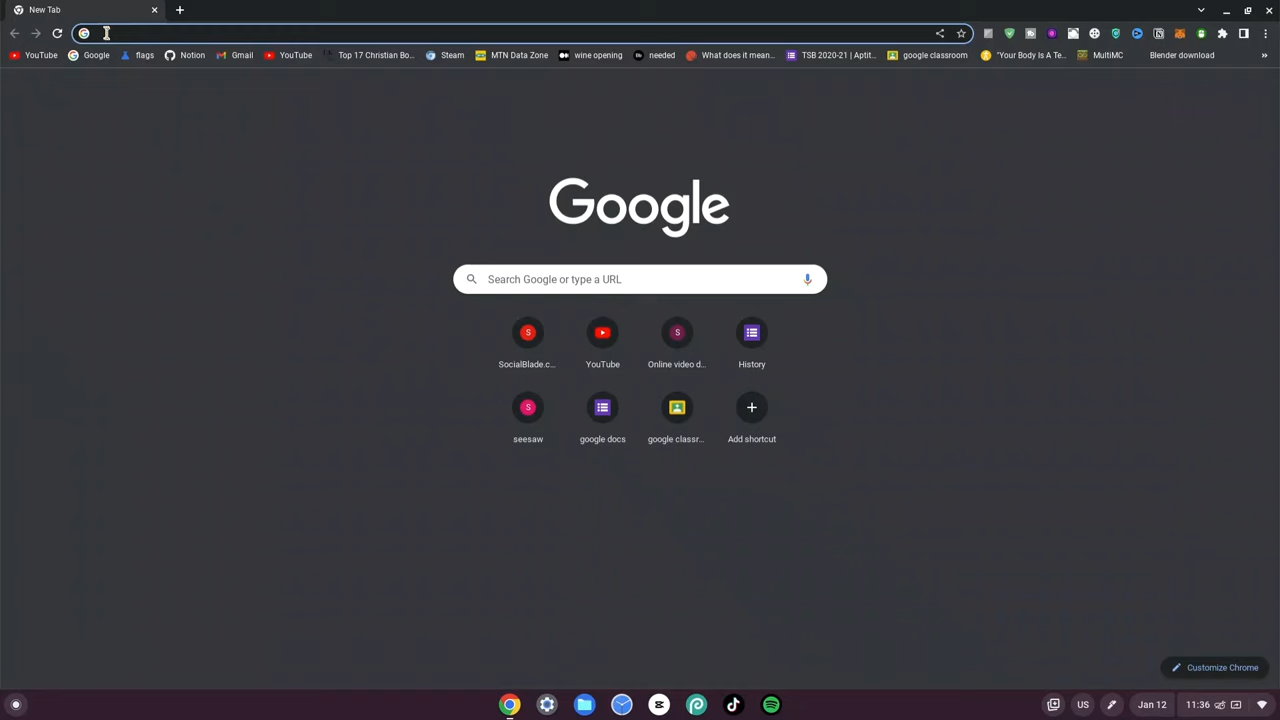 New Tab
YouTube Google flags Notion Gmail YouTube Top 17 Christian Bo... Steam MTN Data Zone wine opening needed What does it mean... TSB 2020-21 | Aptit... google classroom "Your Body Is A Te... MultiMC Blender download »
Google
Search Google or type a URL
S S
SocialBlade.c... YouTube Online video d... History
S
seesaw google docs google classr... Add shortcut
Customize Chrome
US Jan 12 11:36